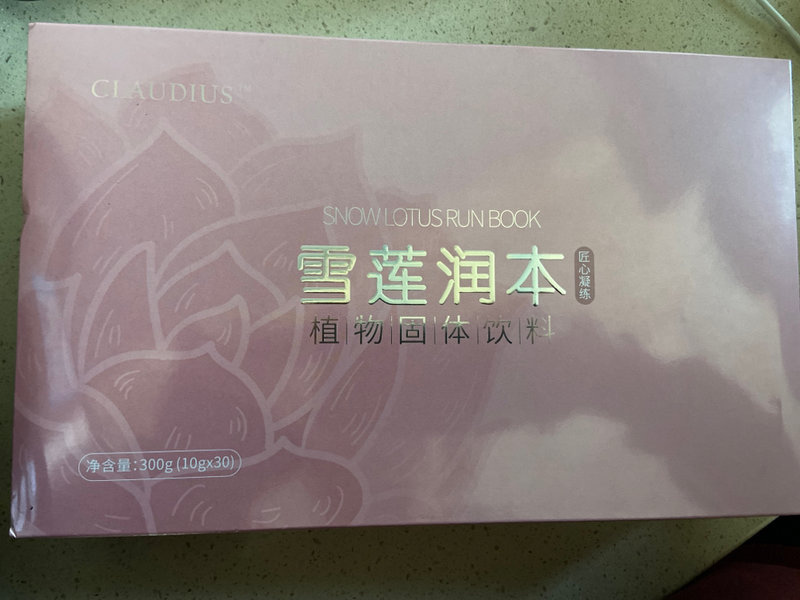 CLAUDIUS™
SNOW LOTUS RUN BOOK
雪莲润本
匠心凝练
植物固体饮料
净含量：300g (10gx30)